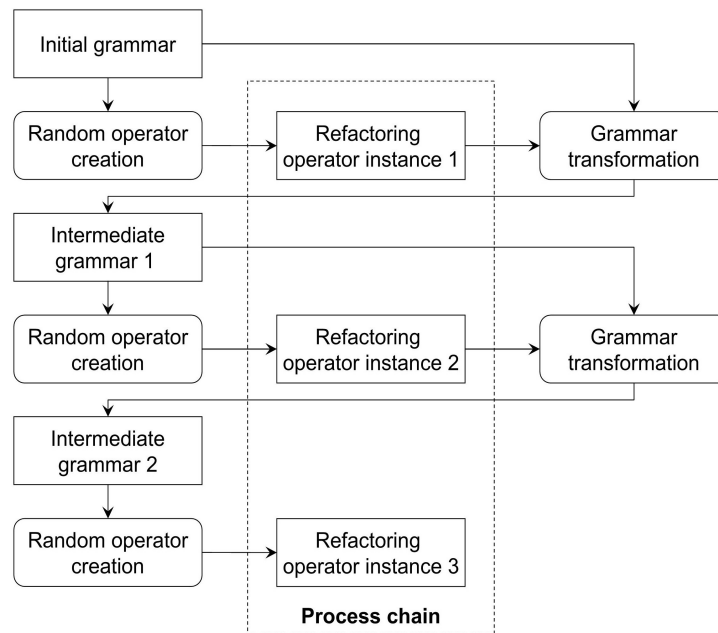 Initial grammar
Random operator
creation
Refactoring
operator instance 1
Grammar
transformation
Intermediate
grammar 1
Random operator
creation
Refactoring
operator instance 2
Grammar
transformation
Intermediate
grammar 2
Random operator
creation
Refactoring
operator instance 3
Process chain